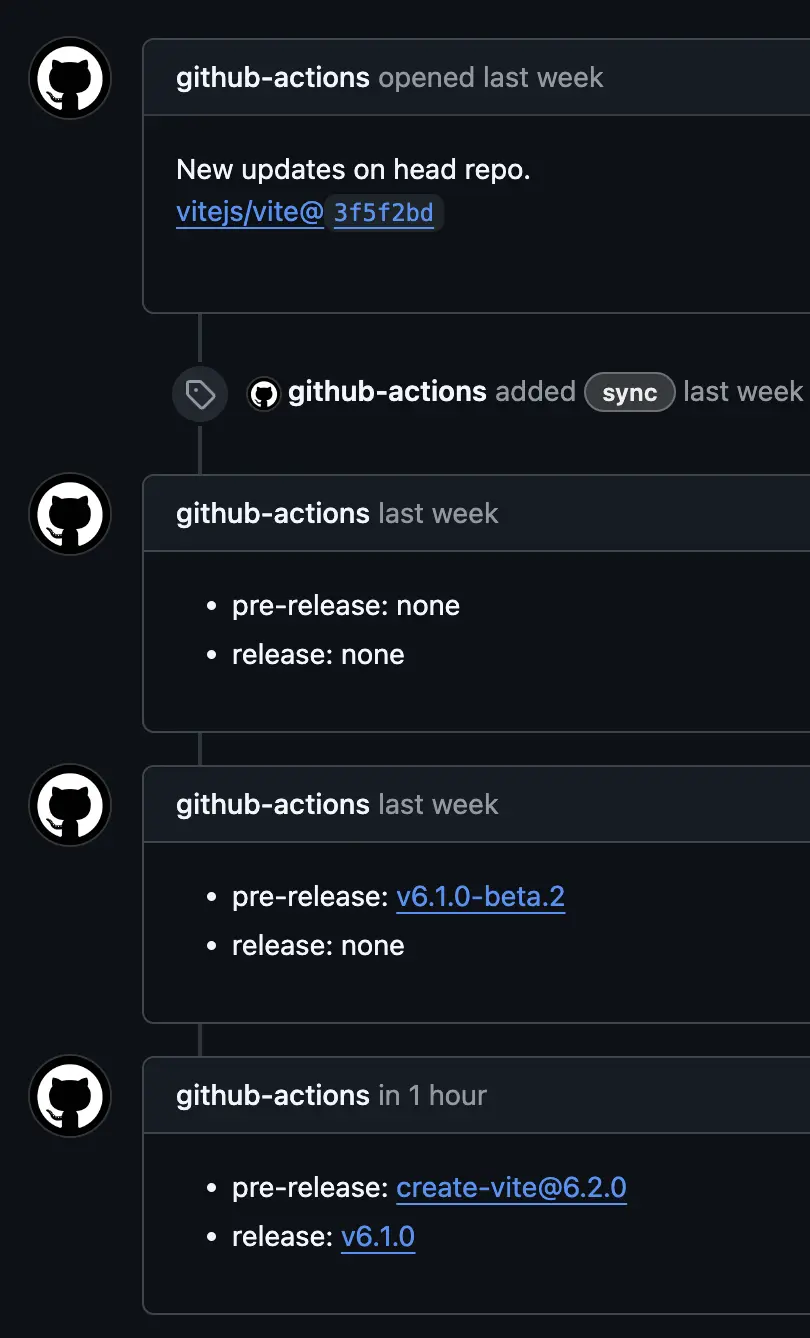 github-actions opened last week
New updates on head repo.
vitejs/vite@3f5f2bd
github-actions added sync last week
github-actions last week
• pre-release: none
• release: none
github-actions last week
• pre-release: v6.1.0-beta.2
• release: none
github-actions in 1 hour
• pre-release: create-vite@6.2.0
• release: v6.1.0